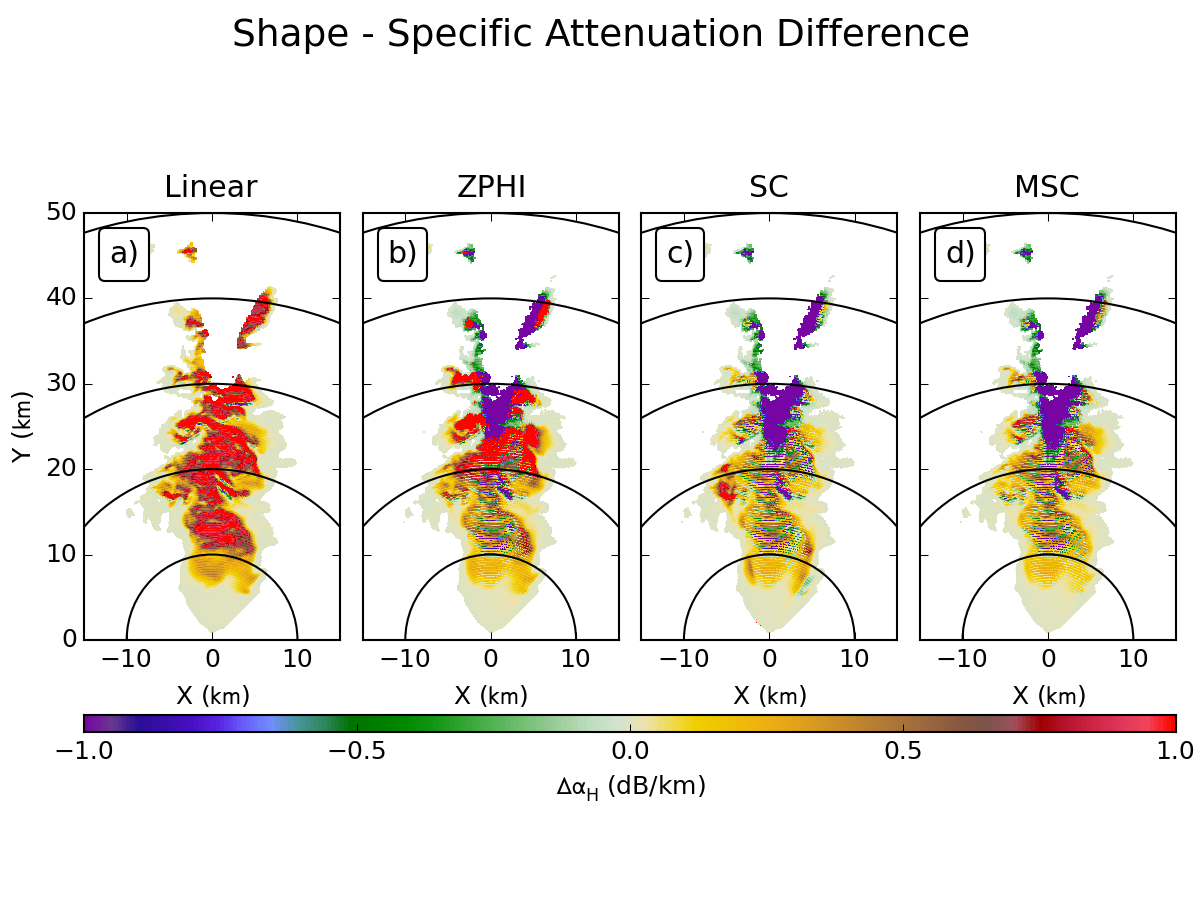 Shape - Specific Attenuation Difference
Linear
ZPHI
SC
MSC
a)
b)
c)
d)
50
40
30
20
10
0
Y (km)
−10 0 10
−10 0 10
−10 0 10
−10 0 10
X (km)
X (km)
X (km)
X (km)
−1.0 −0.5 0.0 0.5 1.0
Δα_H (dB/km)